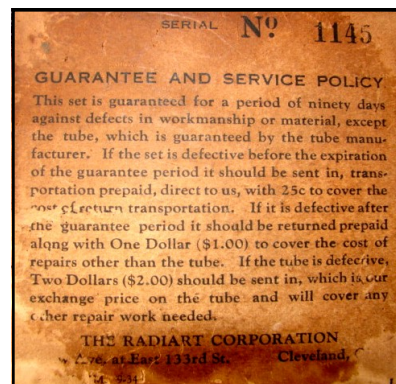 SERIAL Nº 1145
GUARANTEE AND SERVICE POLICY
This set is guaranteed for a period of ninety days
against defects in workmanship or material, except
the tube, which is guaranteed by the tube manu-
facturer. If the set is defective before the expiration
of the guarantee period it should be sent in, trans-
portation prepaid, direct to us, with 25c to cover the
cost of return transportation. If it is defective after
the guarantee period it should be returned prepaid
along with One Dollar ($1.00) to cover the cost of
repairs other than the tube. If the tube is defective,
Two Dollars ($2.00) should be sent in, which is our
exchange price on the tube and will cover any
other repair work needed.
THE RADIART CORPORATION
Ave. at East 133rd St. Cleveland,
9-34